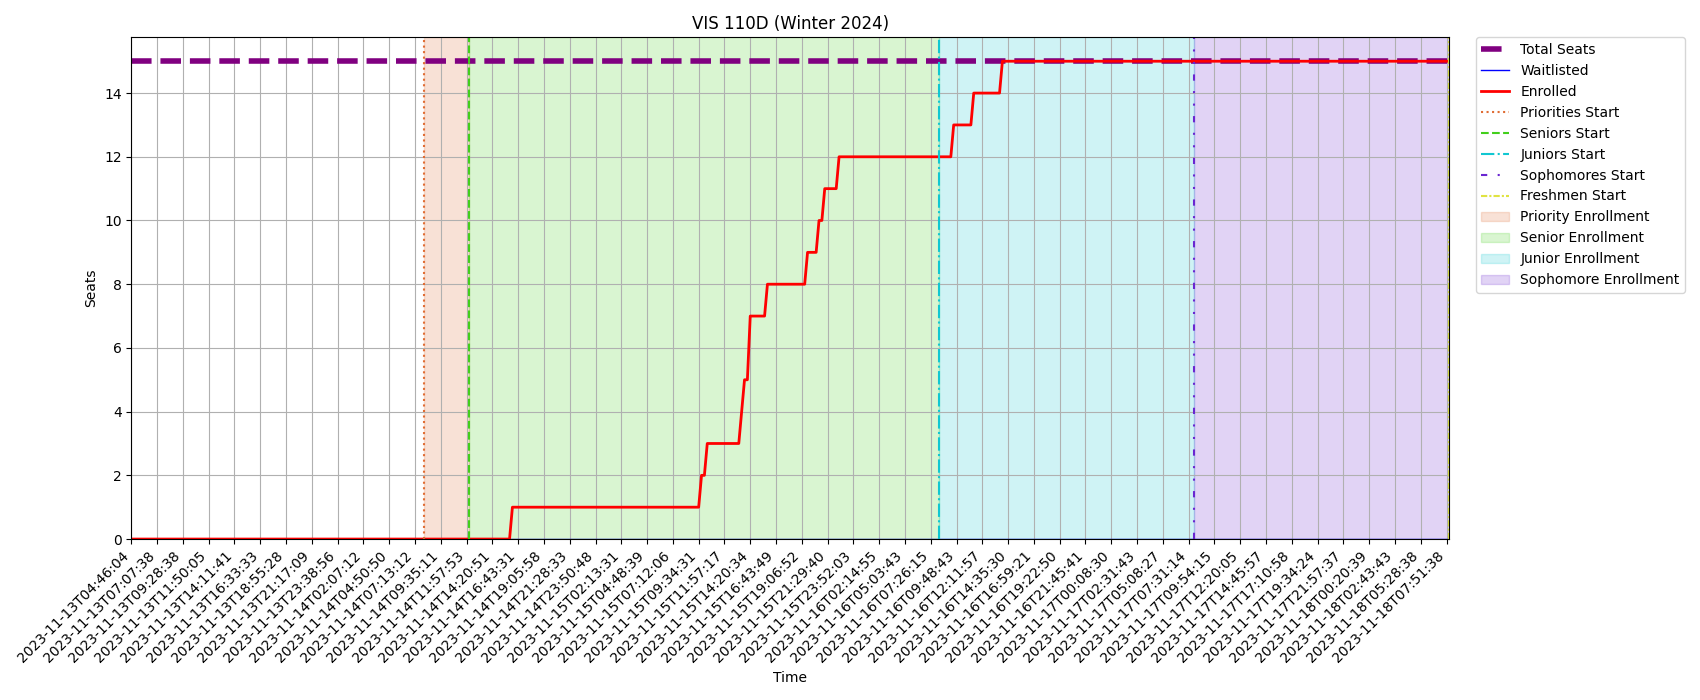 VIS 110D (Winter 2024)
Seats
14
12
10
8
6
4
2
0
2023-11-13T04:46:04
2023-11-13T07:07:38
2023-11-13T09:28:38
2023-11-13T11:50:05
2023-11-13T14:11:41
2023-11-13T16:33:33
2023-11-13T18:55:28
2023-11-13T21:17:09
2023-11-13T23:38:56
2023-11-14T02:07:12
2023-11-14T04:50:50
2023-11-14T07:13:12
2023-11-14T09:35:11
2023-11-14T11:57:53
2023-11-14T14:20:51
2023-11-14T16:43:31
2023-11-14T19:05:58
2023-11-14T21:28:33
2023-11-14T23:50:48
2023-11-15T02:13:31
2023-11-15T04:48:39
2023-11-15T07:12:06
2023-11-15T09:34:31
2023-11-15T11:57:17
2023-11-15T14:20:34
2023-11-15T16:43:49
2023-11-15T19:06:52
2023-11-15T21:29:40
2023-11-15T23:52:03
2023-11-16T02:14:55
2023-11-16T05:03:43
2023-11-16T07:26:15
2023-11-16T09:48:43
2023-11-16T12:11:57
2023-11-16T14:35:30
2023-11-16T16:59:21
2023-11-16T19:22:50
2023-11-16T21:45:41
2023-11-17T00:08:30
2023-11-17T02:31:43
2023-11-17T05:08:27
2023-11-17T07:31:14
2023-11-17T09:54:15
2023-11-17T12:20:05
2023-11-17T14:45:57
2023-11-17T17:10:58
2023-11-17T19:34:24
2023-11-17T21:57:37
2023-11-18T00:20:39
2023-11-18T02:43:43
2023-11-18T05:28:38
2023-11-18T07:51:38
Time
Total Seats
Waitlisted
Enrolled
Priorities Start
Seniors Start
Juniors Start
Sophomores Start
Freshmen Start
Priority Enrollment
Senior Enrollment
Junior Enrollment
Sophomore Enrollment